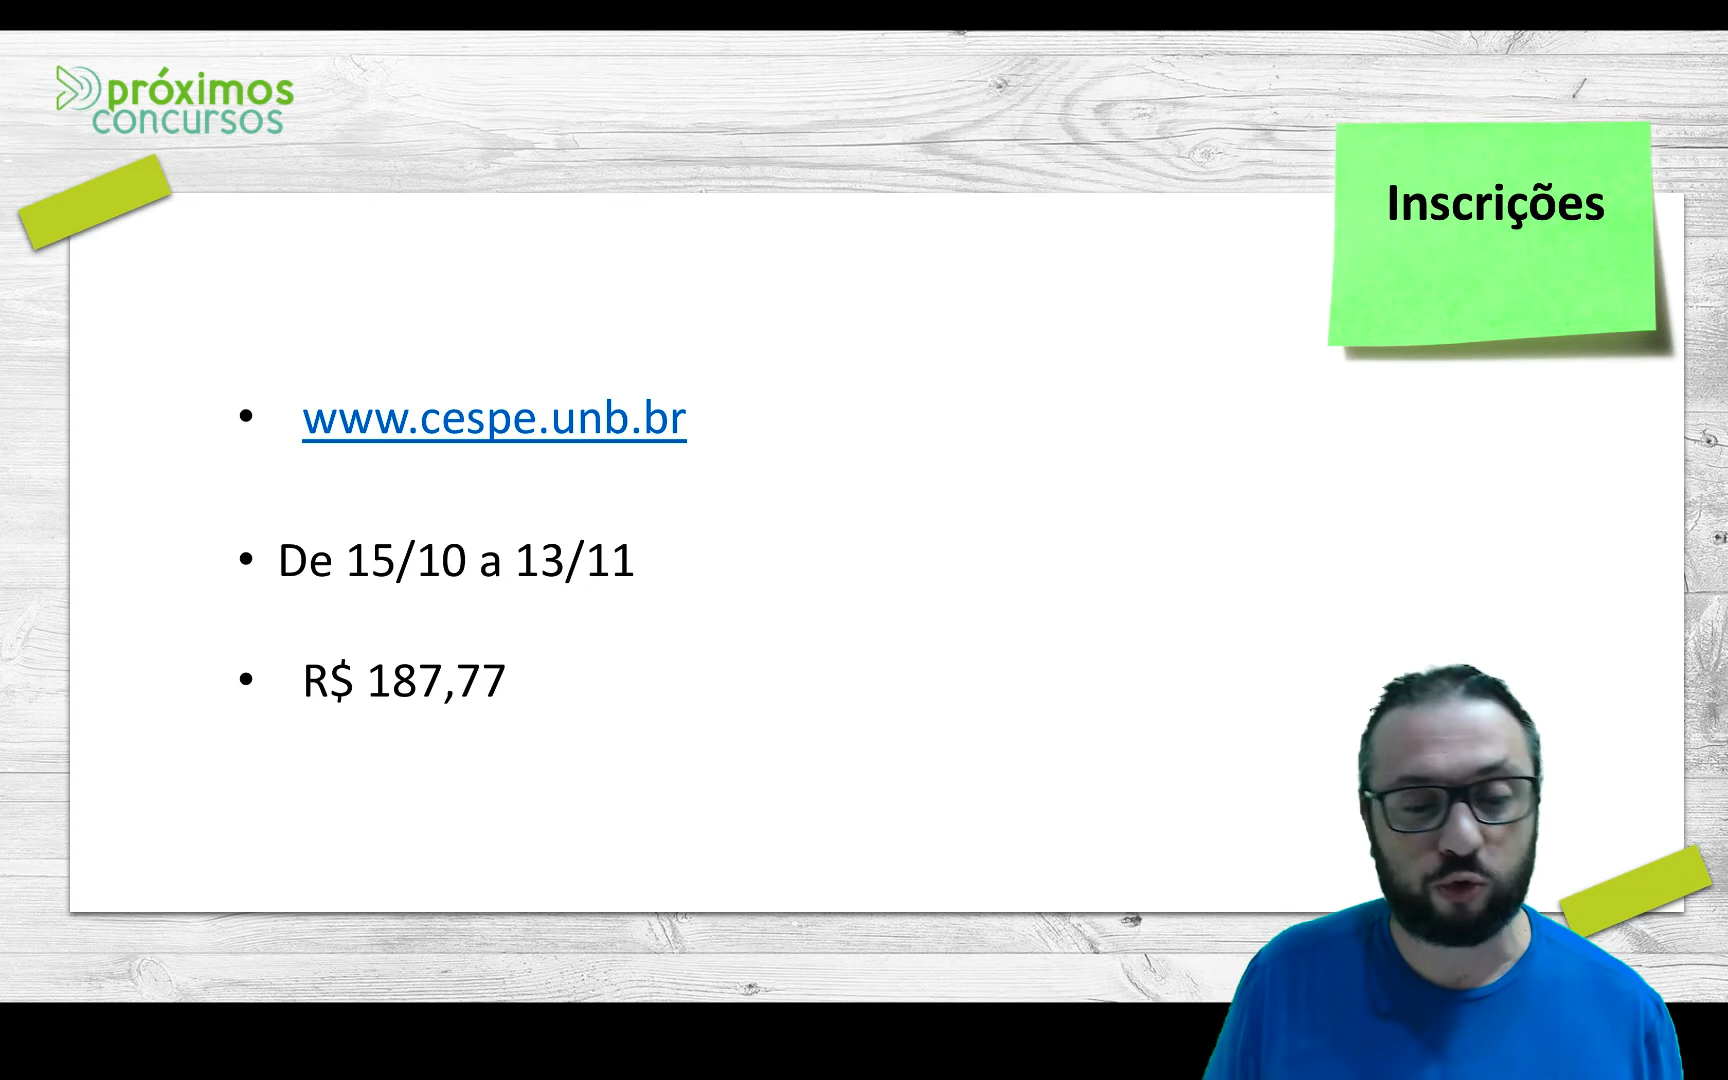 próximos
concursos
Inscrições
• www.cespe.unb.br
• De 15/10 a 13/11
• R$ 187,77